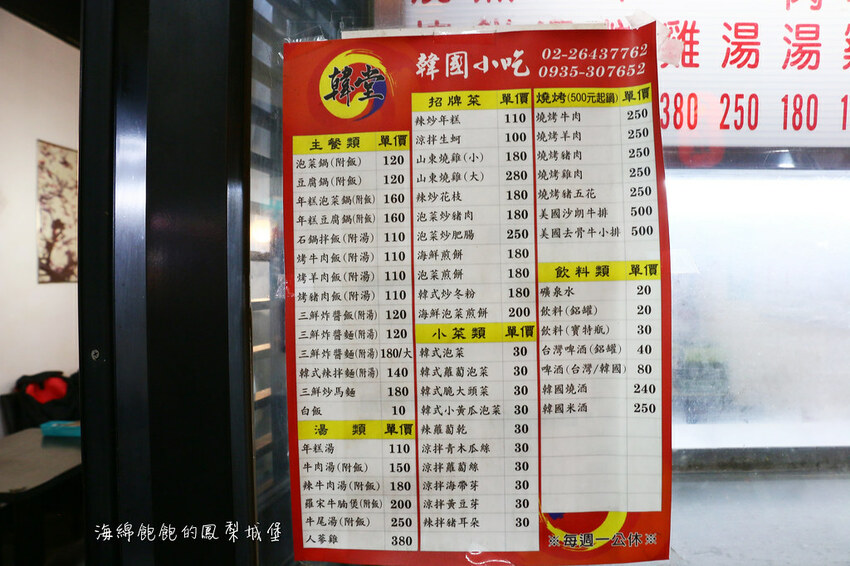 韓堂
韓國小吃
02-26437762
0935-307652
主餐類 單價
泡菜鍋(附飯) 120
豆腐鍋(附飯) 120
年糕泡菜鍋(附飯) 160
年糕豆腐鍋(附飯) 160
石鍋拌飯(附湯) 110
烤牛肉飯(附湯) 110
烤羊肉飯(附湯) 110
烤豬肉飯(附湯) 110
三鮮炸醬飯(附湯) 120
三鮮炸醬麵(附湯) 120
三鮮炸醬麵(附湯) 180/大
韓式辣拌麵(附湯) 140
三鮮炒馬麵 180
白飯 10
湯類 單價
年糕湯 110
牛肉湯(附飯) 150
辣牛肉湯(附飯) 180
羅宋牛腩煲(附飯) 200
牛尾湯(附飯) 250
人蔘雞 380
招牌菜 單價
辣炒年糕 110
涼拌生蚵 100
山東燒雞(小) 180
山東燒雞(大) 280
辣炒花枝 180
泡菜炒豬肉 180
泡菜炒肥腸 250
海鮮煎餅 180
泡菜煎餅 180
韓式炒冬粉 180
海鮮泡菜煎餅 200
小菜類 單價
韓式泡菜 30
韓式蘿蔔泡菜 30
韓式脆大頭菜 30
韓式小黃瓜泡菜 30
辣蘿蔔乾 30
涼拌青木瓜絲 30
涼拌蘿蔔絲 30
涼拌海帶芽 30
涼拌黃豆芽 30
辣拌豬耳朵 30
燒烤(500元起鍋) 單價
燒烤牛肉 250
燒烤羊肉 250
燒烤豬肉 250
燒烤雞肉 250
燒烤豬五花 250
美國沙朗牛排 500
美國去骨牛小排 500
飲料類 單價
礦泉水 20
飲料(鋁罐) 20
飲料(寶特瓶) 30
台灣啤酒(鋁罐) 40
啤酒(台灣/韓國) 80
韓國燒酒 240
韓國米酒 250
※每週一公休※
雞湯湯
380 250 180 1
海綿飽飽的鳳梨城堡